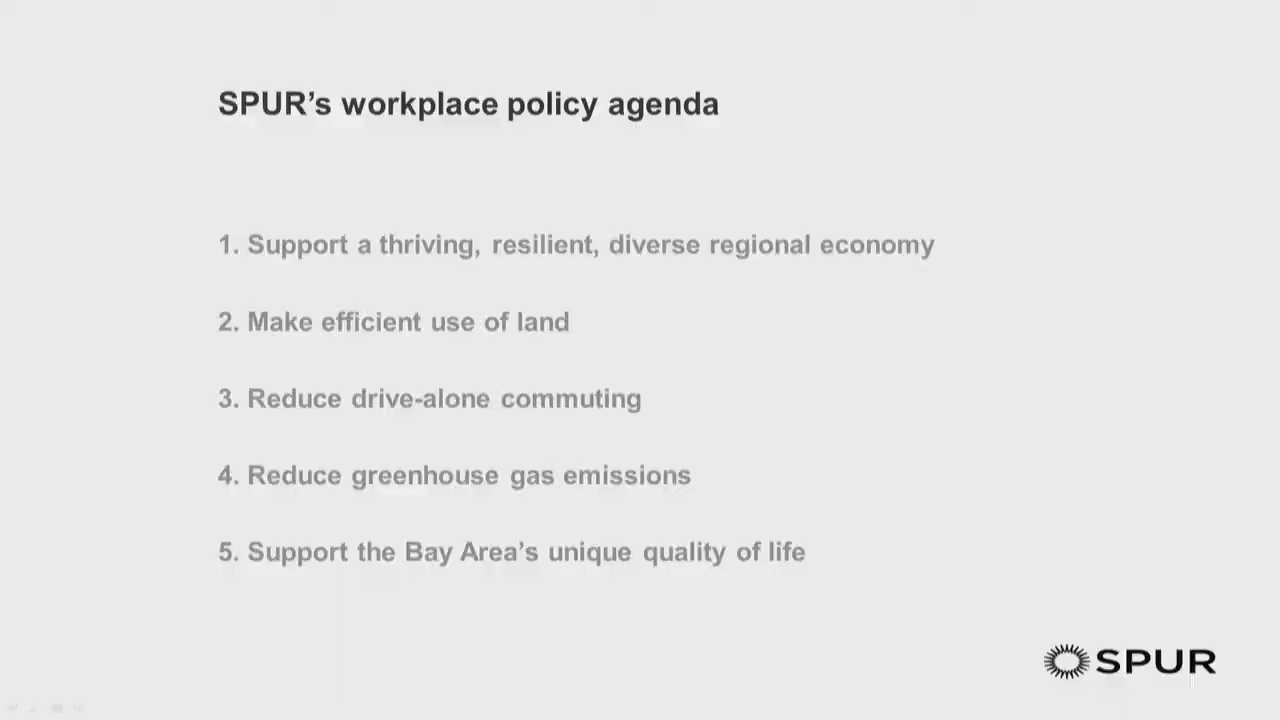 SPUR’s workplace policy agenda
1. Support a thriving, resilient, diverse regional economy
2. Make efficient use of land
3. Reduce drive-alone commuting
4. Reduce greenhouse gas emissions
5. Support the Bay Area’s unique quality of life
SPUR